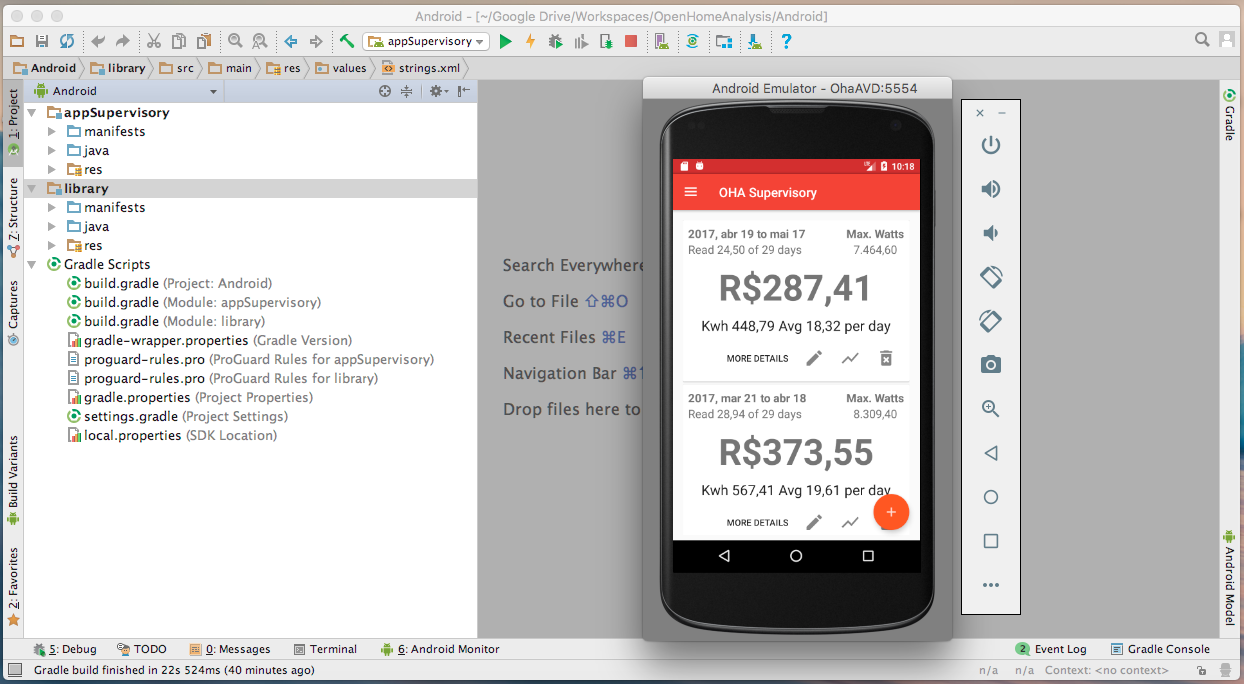 Android - [~/Google Drive/Workspaces/OpenHomeAnalysis/Android]
appSupervisory
Android library src main res values strings.xml
1: Project
Z: Structure
Captures
Build Variants
2: Favorites
Android
appSupervisory
manifests
java
res
library
manifests
java
res
Gradle Scripts
build.gradle (Project: Android)
build.gradle (Module: appSupervisory)
build.gradle (Module: library)
gradle-wrapper.properties (Gradle Version)
proguard-rules.pro (ProGuard Rules for appSupervisory)
proguard-rules.pro (ProGuard Rules for library)
gradle.properties (Project Properties)
settings.gradle (Project Settings)
local.properties (SDK Location)
Search Everywhere
Go to File ⇧⌘O
Recent Files ⌘E
Navigation Bar ⌘
Drop files here to
Android Emulator - OhaAVD:5554
10:18
OHA Supervisory
2017, abr 19 to mai 17 Max. Watts
Read 24,50 of 29 days 7.464,60
R$287,41
Kwh 448,79 Avg 18,32 per day
MORE DETAILS
2017, mar 21 to abr 18 Max. Watts
Read 28,94 of 29 days 8.309,40
R$373,55
Kwh 567,41 Avg 19,61 per day
MORE DETAILS
Gradle
Android Model
5: Debug TODO 0: Messages Terminal 6: Android Monitor 2 Event Log Gradle Console
Gradle build finished in 22s 524ms (40 minutes ago) n/a n/a Context: <no context>